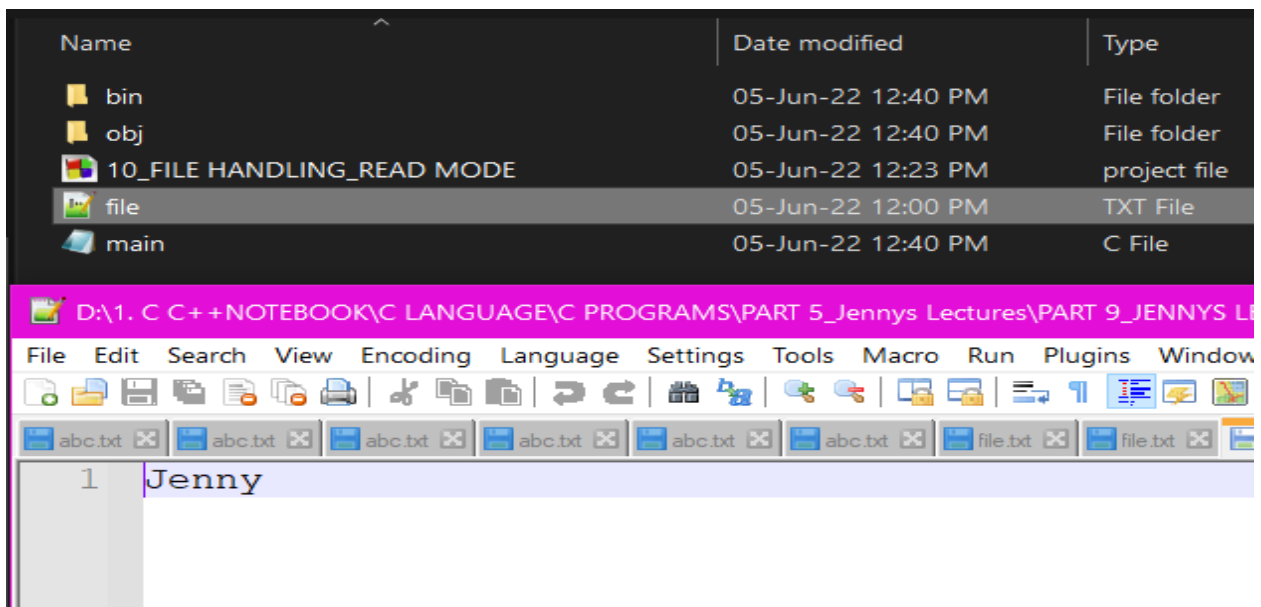 Name Date modified Type
bin 05-Jun-22 12:40 PM File folder
obj 05-Jun-22 12:40 PM File folder
10_FILE HANDLING_READ MODE 05-Jun-22 12:23 PM project file
file 05-Jun-22 12:00 PM TXT File
main 05-Jun-22 12:40 PM C File
D:\1. C C++NOTEBOOK\C LANGUAGE\C PROGRAMS\PART 5_Jennys Lectures\PART 9_JENNYS LE
File Edit Search View Encoding Language Settings Tools Macro Run Plugins Window
abc.txt abc.txt abc.txt abc.txt abc.txt abc.txt file.txt file.txt
1 Jenny